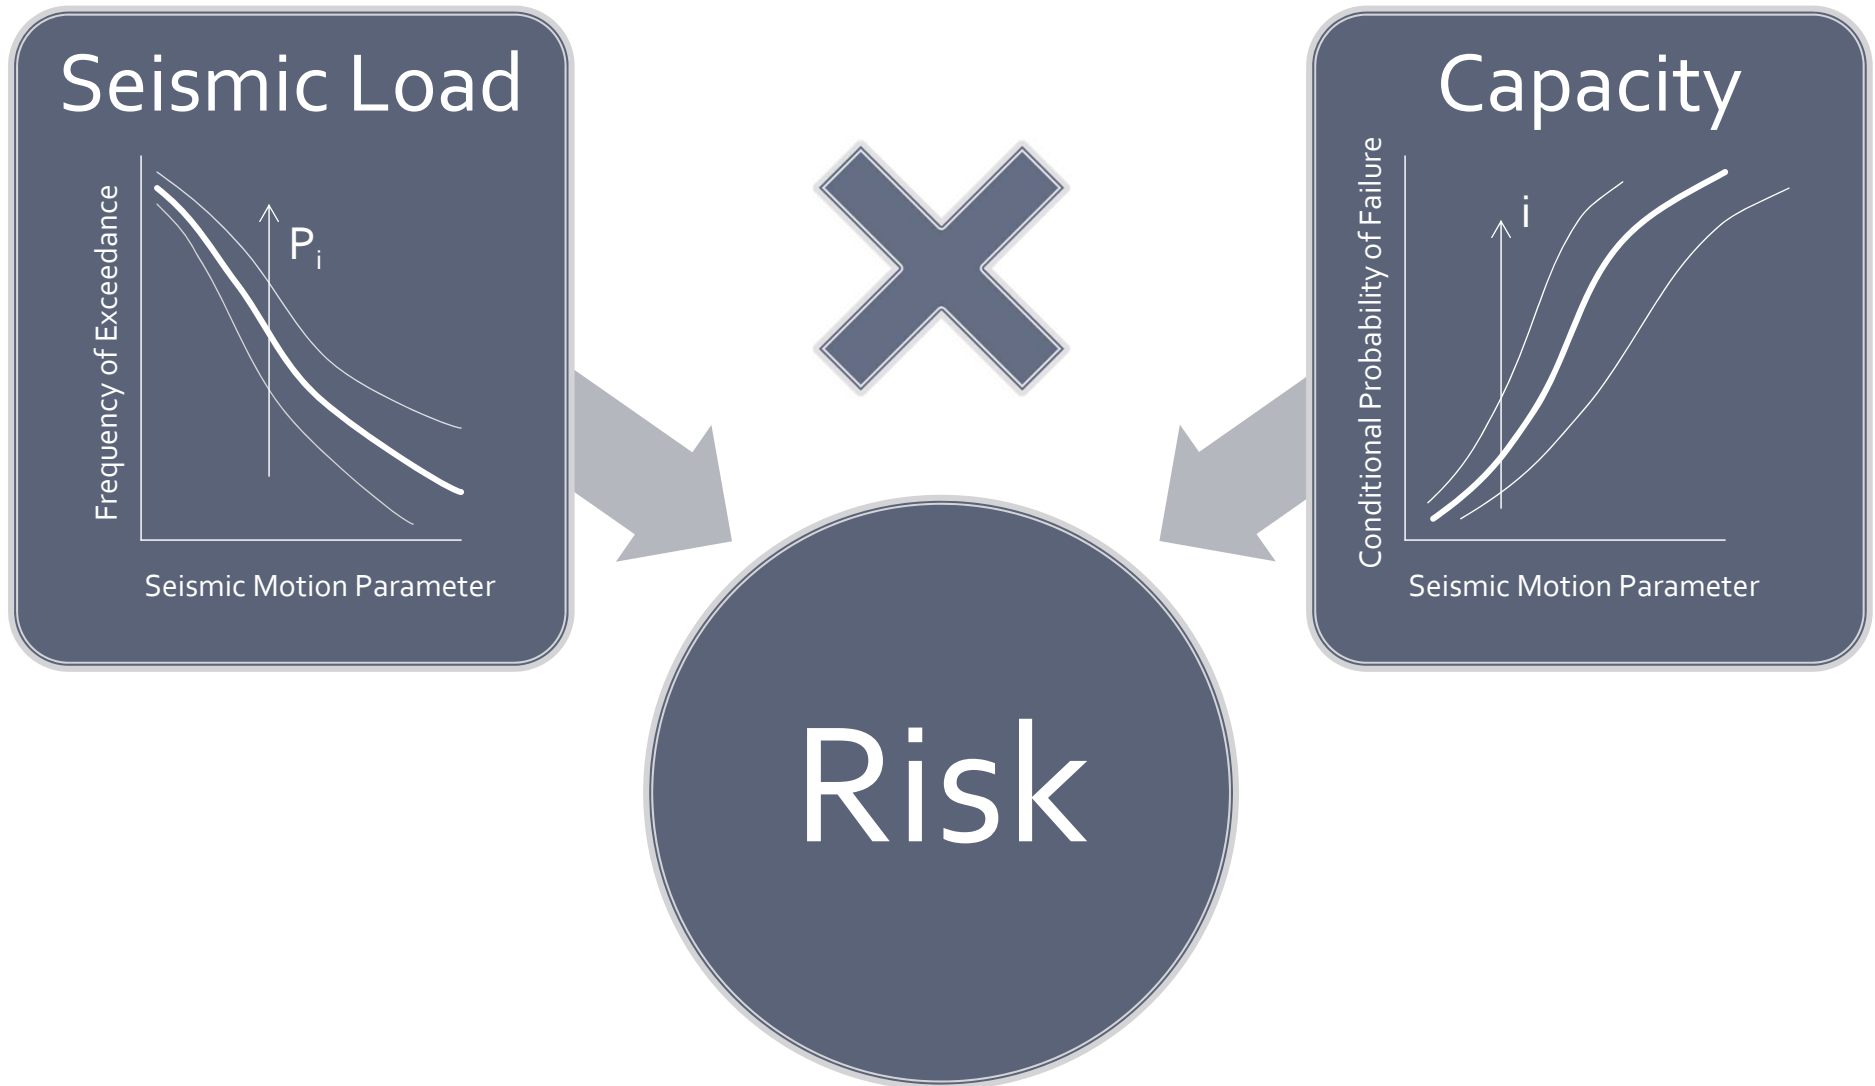 Seismic Load
Frequency of Exceedance
Pi
Seismic Motion Parameter
Capacity
Conditional Probability of Failure
i
Seismic Motion Parameter
Risk